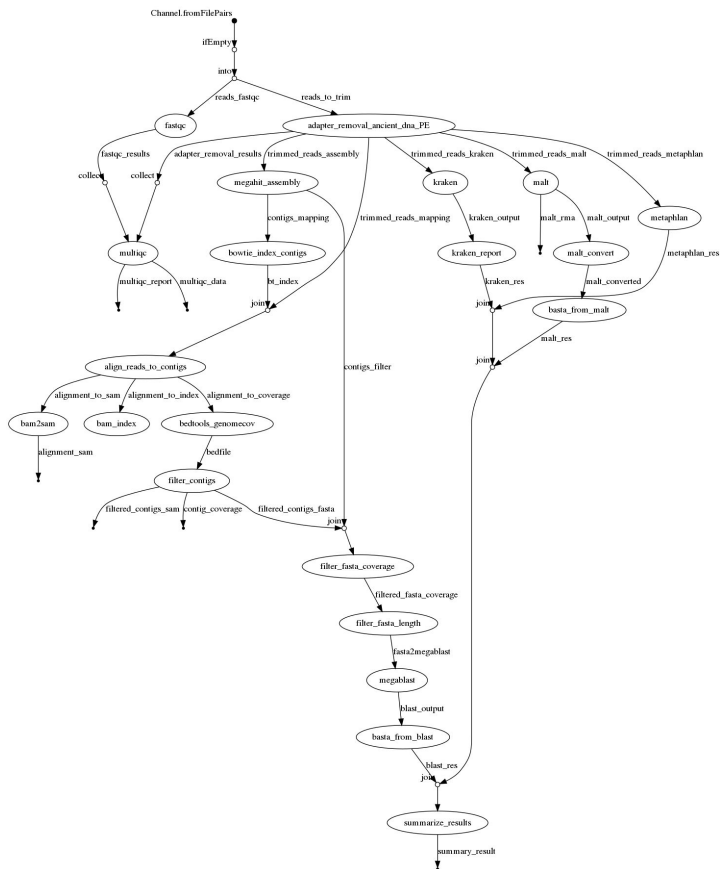 Channel.fromFilePairs
ifEmpty
into
reads_fastqc
reads_to_trim
fastqc
adapter_removal_ancient_dna_PE
fastqc_results
adapter_removal_results
trimmed_reads_assembly
trimmed_reads_kraken
trimmed_reads_malt
trimmed_reads_metaphlan
collect
collect
megahit_assembly
kraken
malt
trimmed_reads_mapping
contigs_mapping
kraken_output
malt_rma
malt_output
metaphlan
multiqc
bowtie_index_contigs
kraken_report
malt_convert
metaphlan_res
multiqc_report
multiqc_data
bt_index
kraken_res
malt_converted
join
join
basta_from_malt
malt_res
join
align_reads_to_contigs
contigs_filter
alignment_to_sam
alignment_to_index
alignment_to_coverage
bam2sam
bam_index
bedtools_genomecov
alignment_sam
bedfile
filter_contigs
filtered_contigs_sam
contig_coverage
filtered_contigs_fasta
join
filter_fasta_coverage
filtered_fasta_coverage
filter_fasta_length
fasta2megablast
megablast
blast_output
basta_from_blast
blast_res
join
summarize_results
summary_result